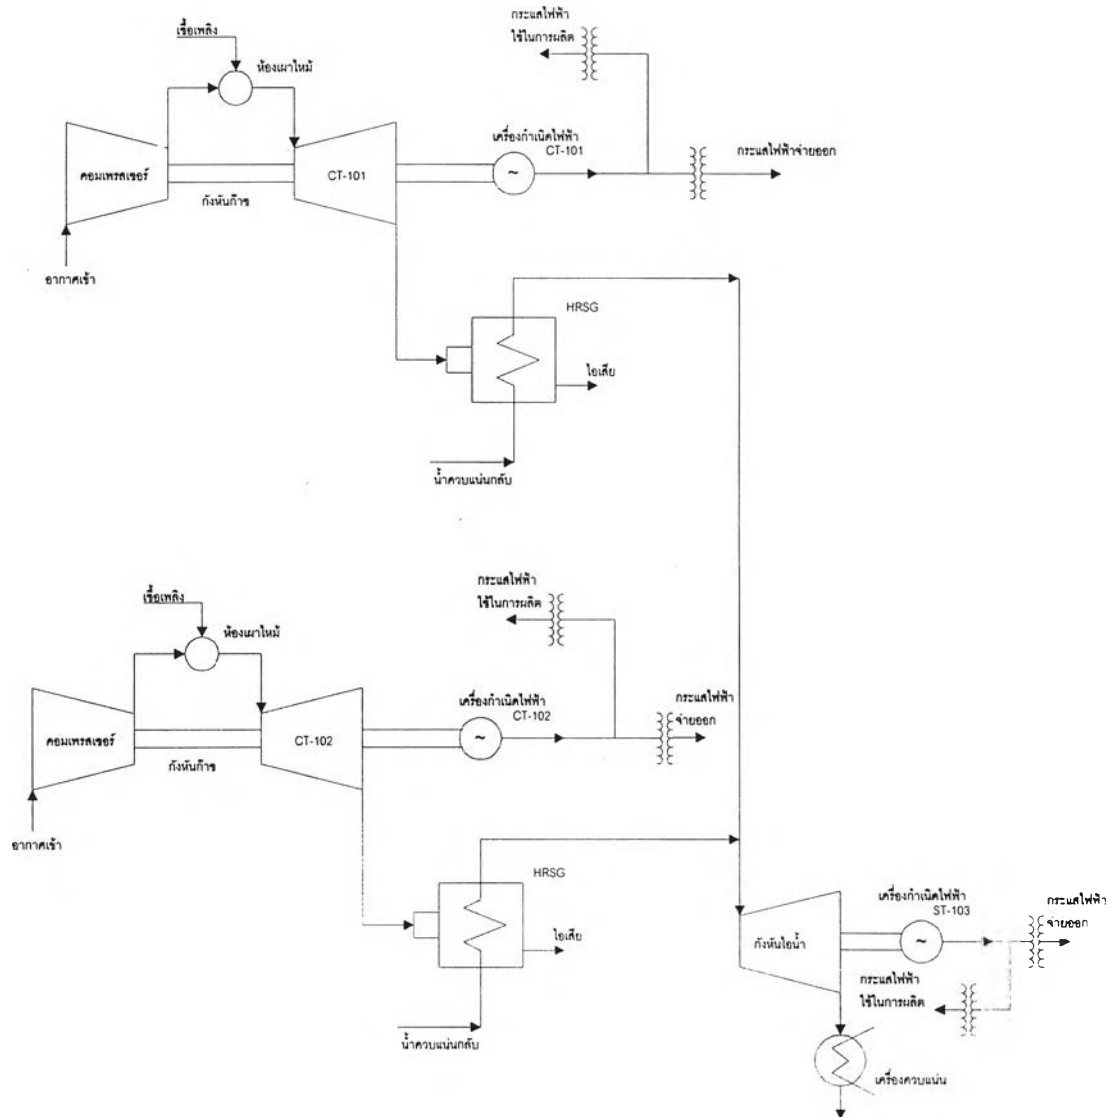 เชื้อเพลิง
ห้องเผาไหม้
คอมเพรสเซอร์
กังหันก๊าซ
CT-101
อากาศเข้า
เครื่องกำเนิดไฟฟ้า
CT-101
~
กระแสไฟฟ้า
ใช้ในการผลิต
กระแสไฟฟ้าจ่ายออก
HRSG
ไอเสีย
น้ำควบแน่นกลับ
เชื้อเพลิง
ห้องเผาไหม้
คอมเพรสเซอร์
กังหันก๊าซ
CT-102
อากาศเข้า
เครื่องกำเนิดไฟฟ้า
CT-102
~
กระแสไฟฟ้า
ใช้ในการผลิต
กระแสไฟฟ้า
จ่ายออก
HRSG
ไอเสีย
น้ำควบแน่นกลับ
กังหันไอน้ำ
เครื่องกำเนิดไฟฟ้า
ST-103
~
กระแสไฟฟ้า
จ่ายออก
กระแสไฟฟ้า
ใช้ในการผลิต
เครื่องควบแน่น